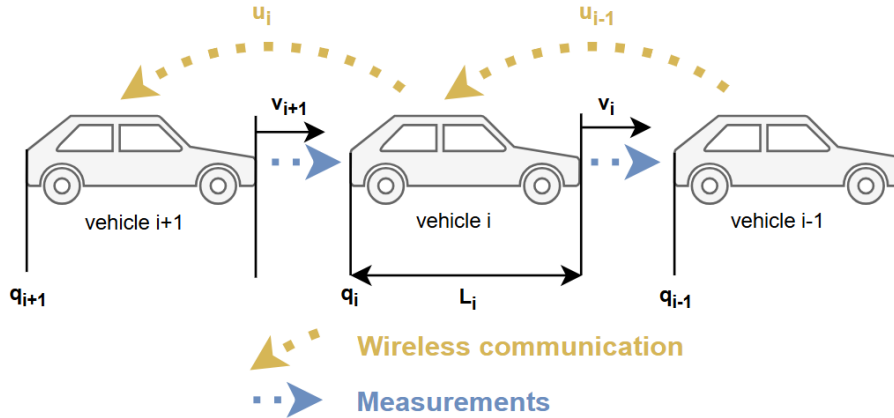 u_i u_{i-1}
v_{i+1} v_i
vehicle i+1 vehicle i vehicle i-1
q_{i+1} q_i L_i q_{i-1}
Wireless communication
Measurements